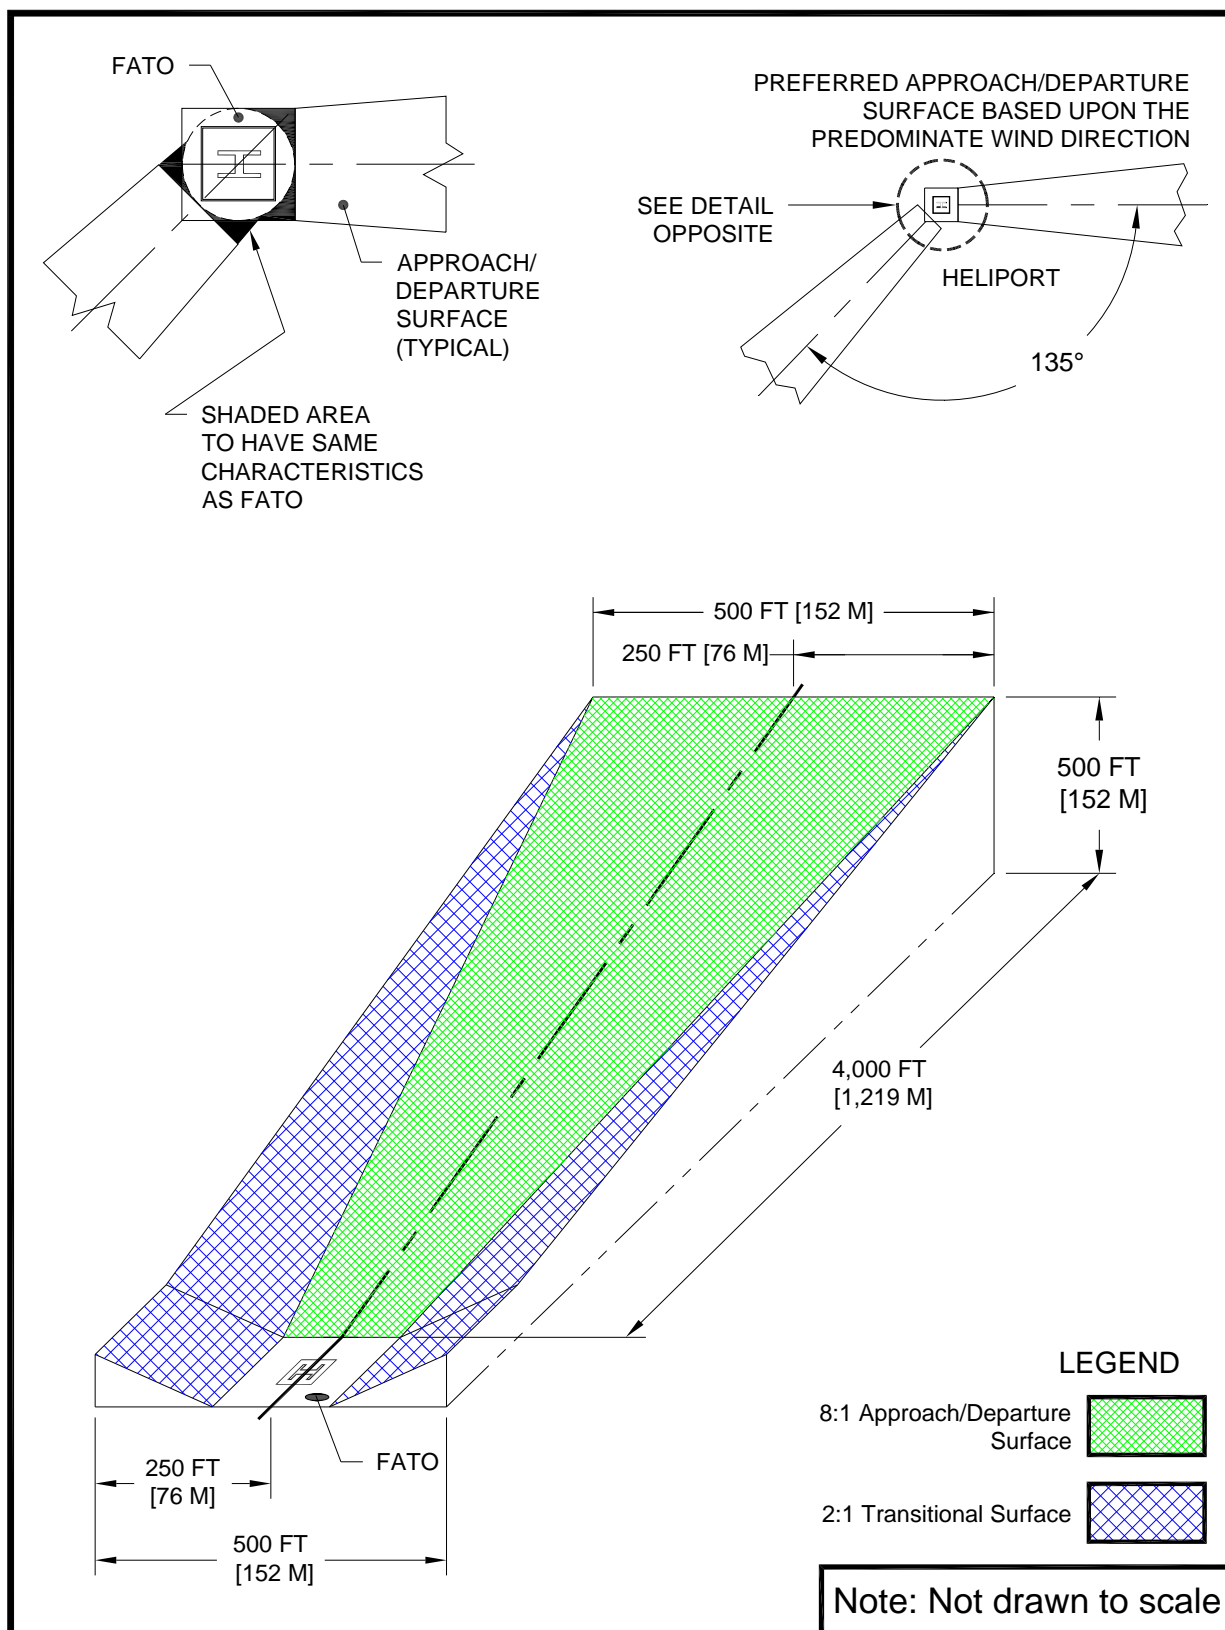 FATO
PREFERRED APPROACH/DEPARTURE
SURFACE BASED UPON THE
PREDOMINATE WIND DIRECTION
H
SEE DETAIL
OPPOSITE
H
HELIPORT
APPROACH/
DEPARTURE
SURFACE
(TYPICAL)
135°
SHADED AREA
TO HAVE SAME
CHARACTERISTICS
AS FATO
500 FT [152 M]
250 FT [76 M]
500 FT
[152 M]
4,000 FT
[1,219 M]
H
FATO
250 FT
[76 M]
500 FT
[152 M]
LEGEND
8:1 Approach/Departure
Surface
2:1 Transitional Surface
Note: Not drawn to scale